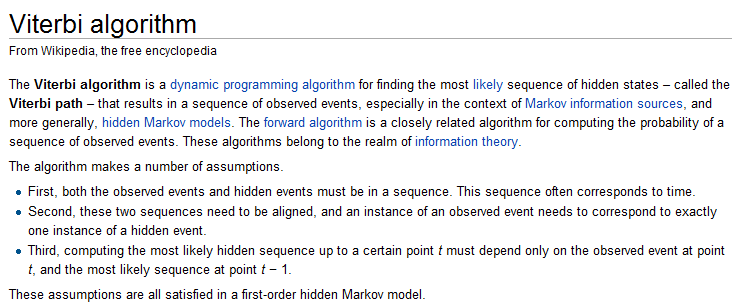 Viterbi algorithm
From Wikipedia, the free encyclopedia
The Viterbi algorithm is a dynamic programming algorithm for finding the most likely sequence of hidden states – called the
Viterbi path – that results in a sequence of observed events, especially in the context of Markov information sources, and
more generally, hidden Markov models. The forward algorithm is a closely related algorithm for computing the probability of a
sequence of observed events. These algorithms belong to the realm of information theory.
The algorithm makes a number of assumptions.
• First, both the observed events and hidden events must be in a sequence. This sequence often corresponds to time.
• Second, these two sequences need to be aligned, and an instance of an observed event needs to correspond to exactly
one instance of a hidden event.
• Third, computing the most likely hidden sequence up to a certain point t must depend only on the observed event at point
t, and the most likely sequence at point t − 1.
These assumptions are all satisfied in a first-order hidden Markov model.